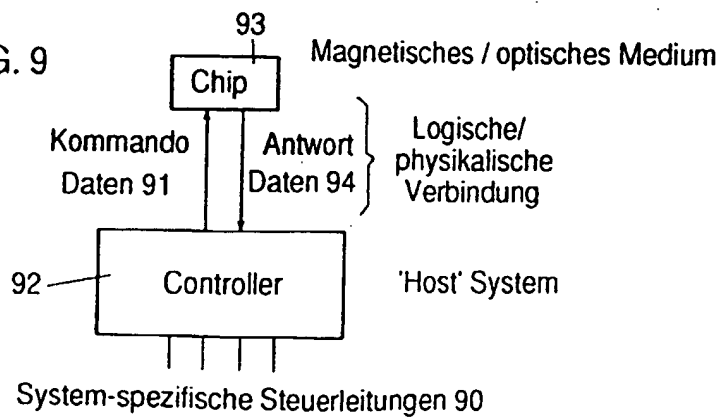 G. 9
93
Magnetisches / optisches Medium
Chip
Kommando
Daten 91
Antwort
Daten 94
Logische/
physikalische
Verbindung
92
Controller
'Host' System
System-spezifische Steuerleitungen 90